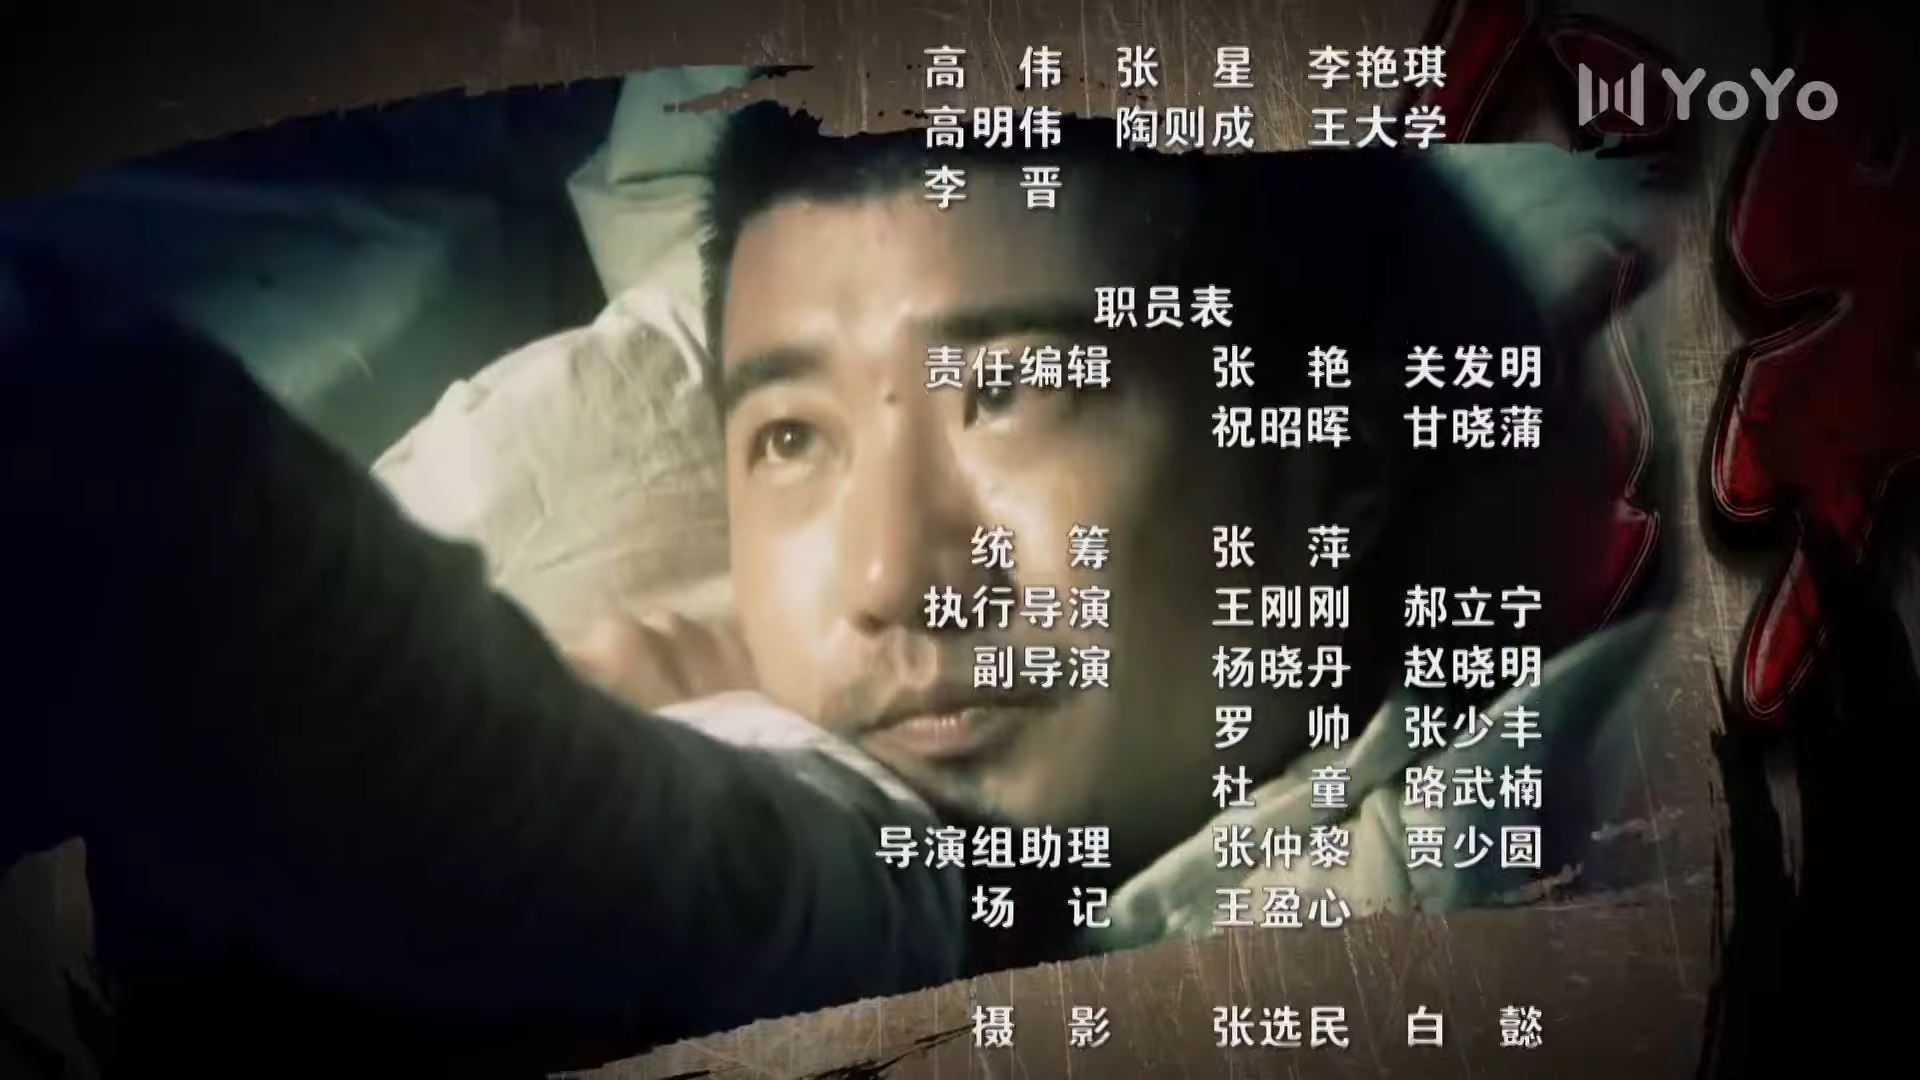 高 伟 张 星 李艳琪
YoYo
高明伟 陶则成 王大学
李 晋
职员表
责任编辑 张 艳 关发明
祝昭晖 甘晓蒲
统 筹 张 萍
执行导演 王刚刚 郝立宁
副导演 杨晓丹 赵晓明
罗 帅 张少丰
杜 童 路武楠
导演组助理 张仲黎 贾少圆
场 记 王盈心
摄 影 张选民 白 懿